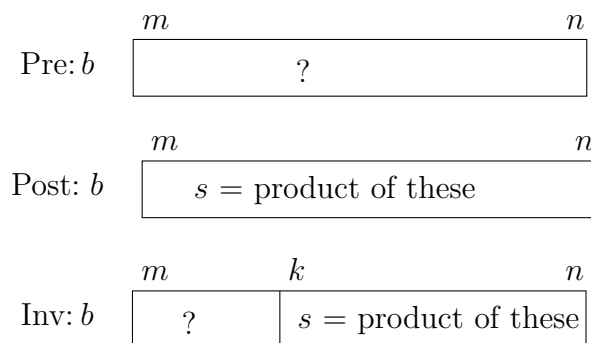 m n
Pre: b ?
m n
Post: b s = product of these
m k n
Inv: b ? s = product of these